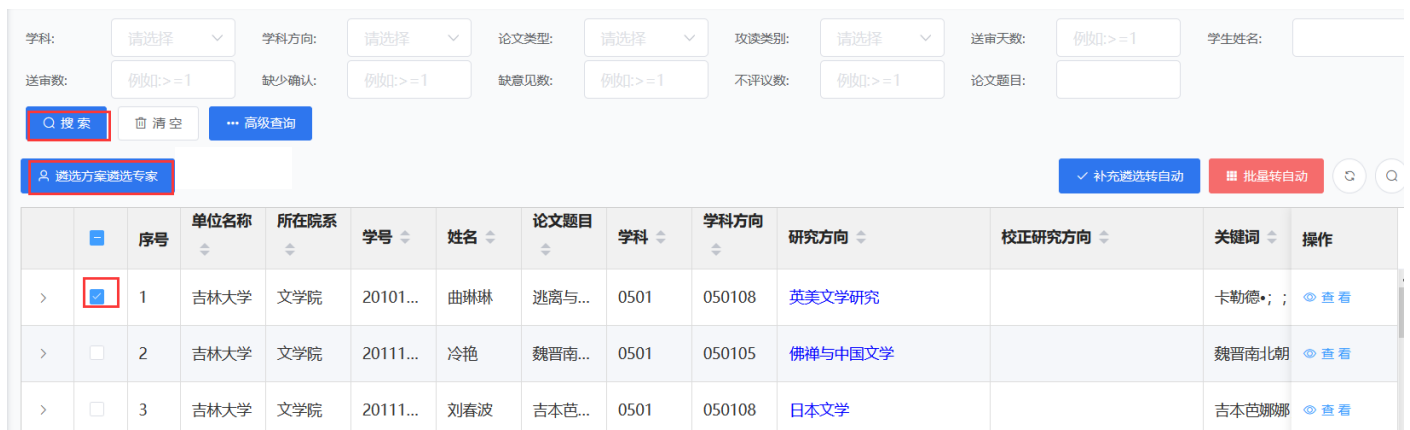 学科: 请选择 学科方向: 请选择 论文类型: 请选择 攻读类别: 请选择 送审天数: 例如:>=1 学生姓名:
送审数: 例如:>=1 缺少确认: 例如:>=1 缺意见数: 例如:>=1 不评议数: 例如:>=1 论文题目:
搜索 清空 ··· 高级查询
遴选方案遴选专家 补充遴选转自动 批量转自动
序号 单位名称 所在院系 学号 姓名 论文题目 学科 学科方向 研究方向 校正研究方向 关键词 操作
1 吉林大学 文学院 20101... 曲琳琳 逃离与... 0501 050108 英美文学研究 卡勒德•; ; 查看
2 吉林大学 文学院 20111... 冷艳 魏晋南... 0501 050105 佛禅与中国文学 魏晋南北朝 查看
3 吉林大学 文学院 20111... 刘春波 吉本芭... 0501 050108 日本文学 吉本芭娜娜 查看